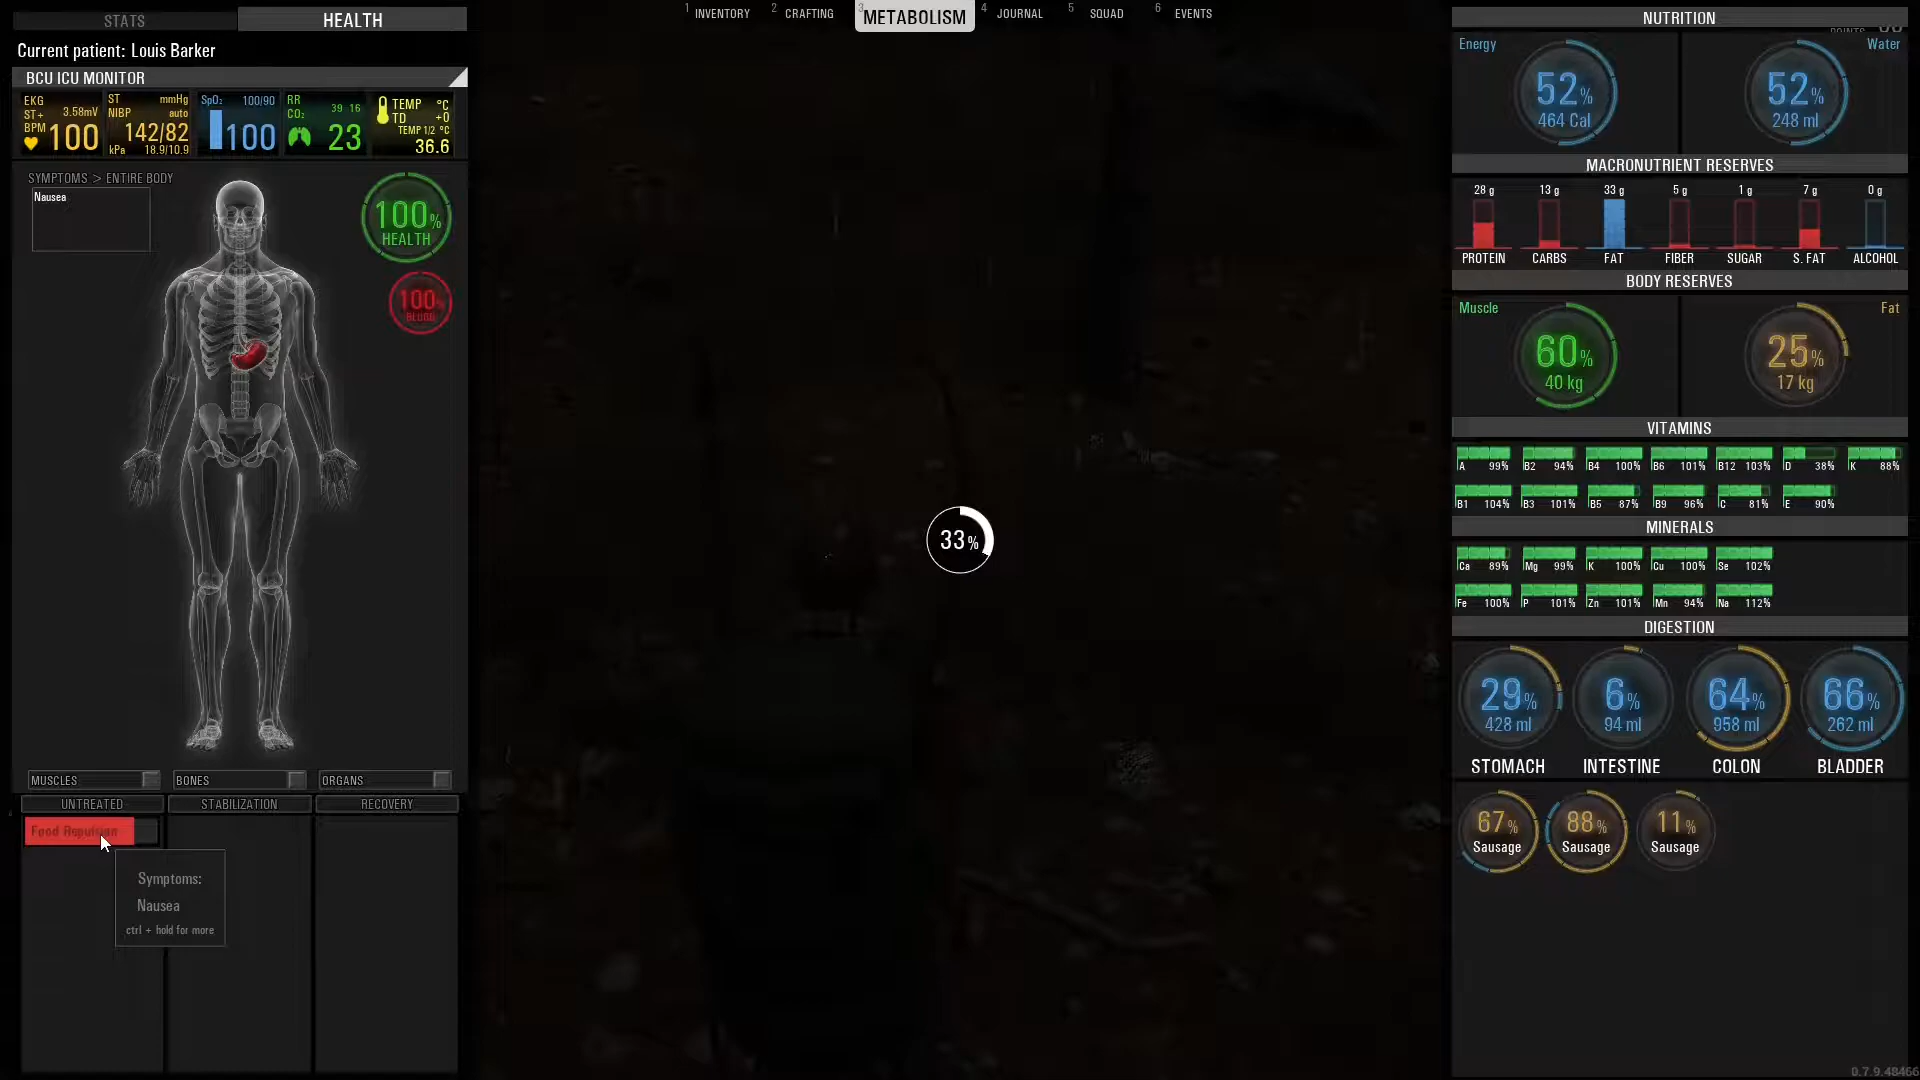 STATS
HEALTH
Current patient: Louis Barker
BCU ICU MONITOR
EKG
ST+
3.58mV
BPM
100
ST mmHg
NIBP auto
142/82
kPa 18.9/10.9
SpO₂ 100/90
100
RR
CO₂
39 16
23
TEMP °C
TD +0
TEMP 1/2 °C
36.6
SYMPTOMS > ENTIRE BODY
Nausea
100%
HEALTH
100%
BLOOD
MUSCLES
BONES
ORGANS
UNTREATED
STABILIZATION
RECOVERY
Food Repulsion
Symptoms:
Nausea
ctrl + hold for more
1 INVENTORY
2 CRAFTING
3 METABOLISM
4 JOURNAL
5 SQUAD
6 EVENTS
33%
NUTRITION
Energy
52%
464 Cal
Water
52%
248 ml
MACRONUTRIENT RESERVES
28 g 13 g 33 g 5 g 1 g 7 g 0 g
PROTEIN CARBS FAT FIBER SUGAR S. FAT ALCOHOL
BODY RESERVES
Muscle
60%
40 kg
Fat
25%
17 kg
VITAMINS
A 99% B2 94% B4 100% B6 101% B12 103% D 38% K 88%
B1 104% B3 101% B5 87% B9 96% C 81% E 90%
MINERALS
Ca 89% Mg 99% K 100% Cu 100% Se 102%
Fe 100% P 101% Zn 101% Mn 94% Na 112%
DIGESTION
29% 6% 64% 66%
428 ml 94 ml 958 ml 262 ml
STOMACH INTESTINE COLON BLADDER
67% 88% 11%
Sausage Sausage Sausage
0.7.9.48466